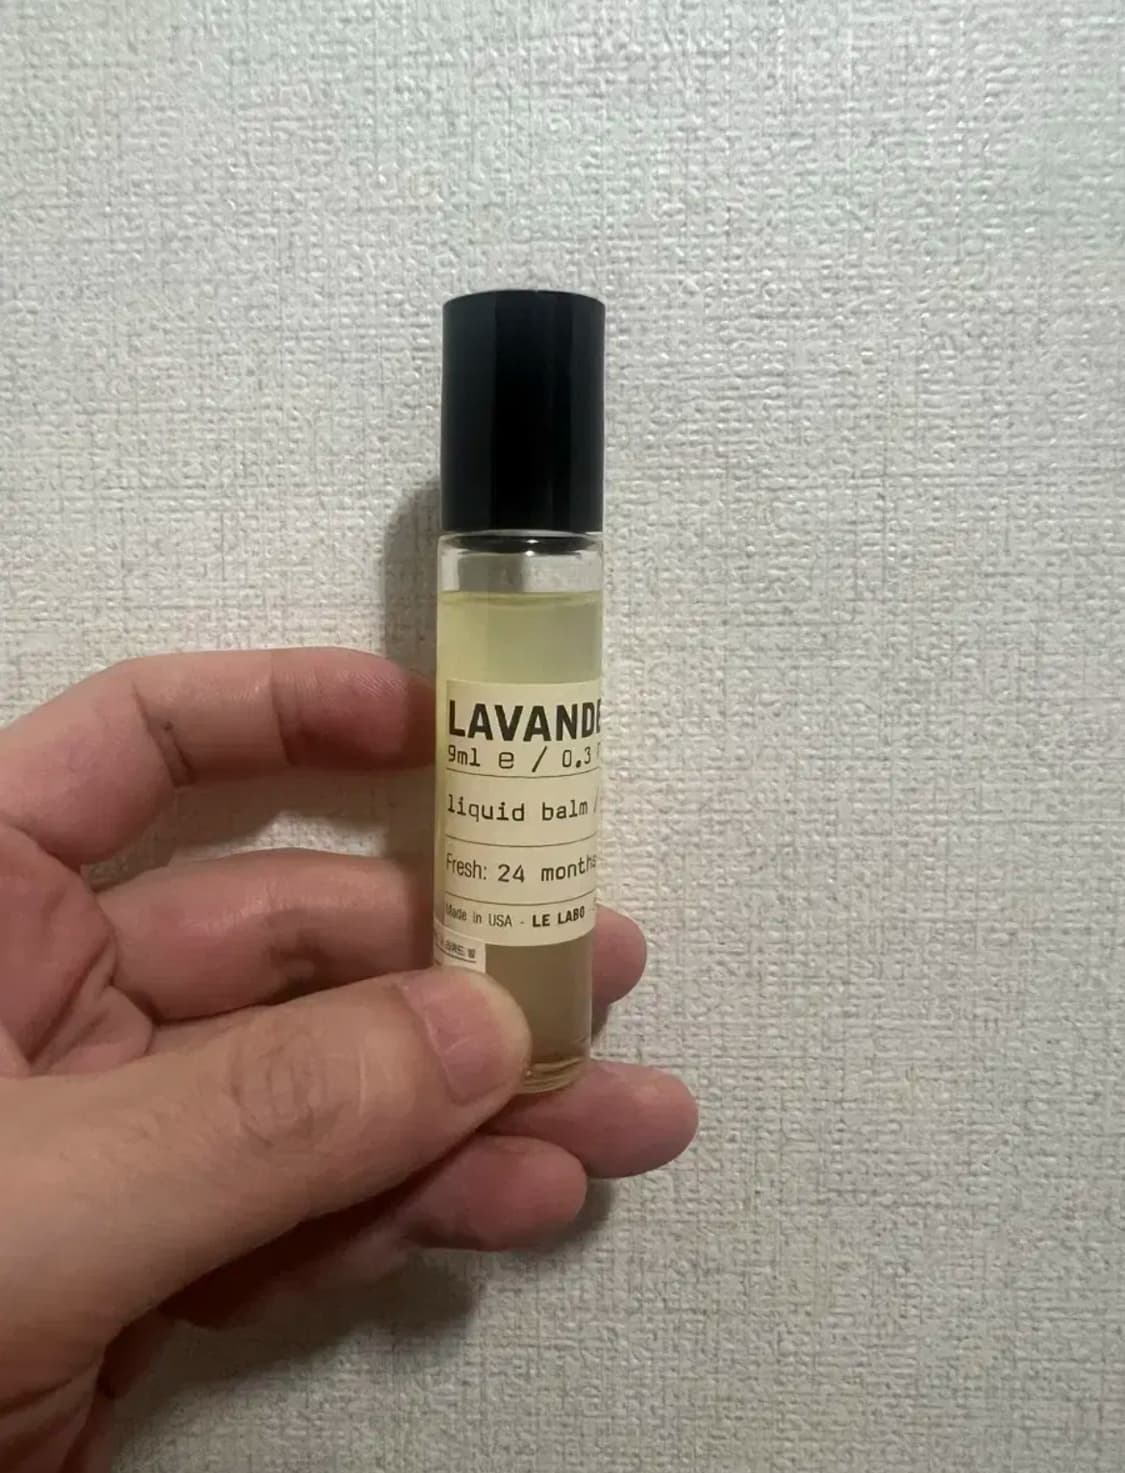 LAVANDE
9ml e / 0.3
liquid balm /
Fresh: 24 months
Made in USA - LE LABO -